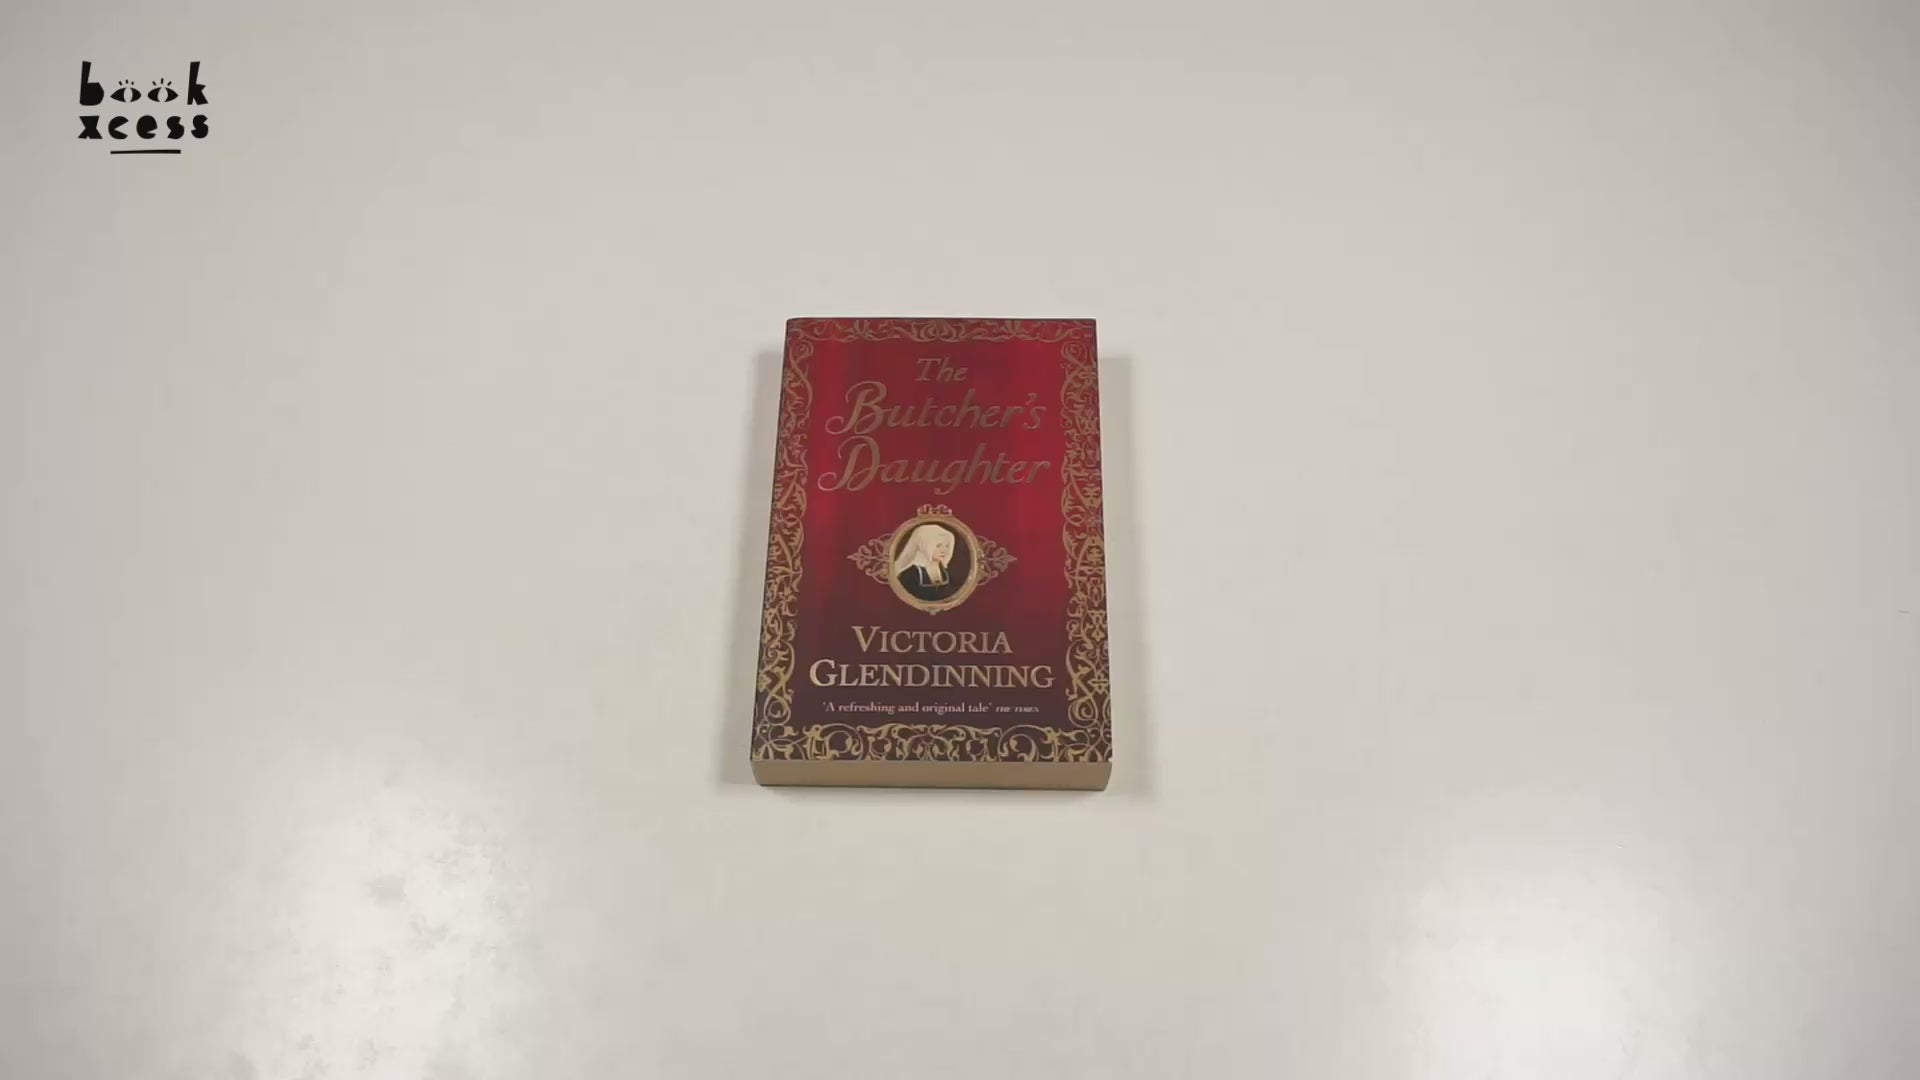 book
xcess
The
Butcher's
Daughter
VICTORIA
GLENDINNING
'A refreshing and original tale' THE TIMES